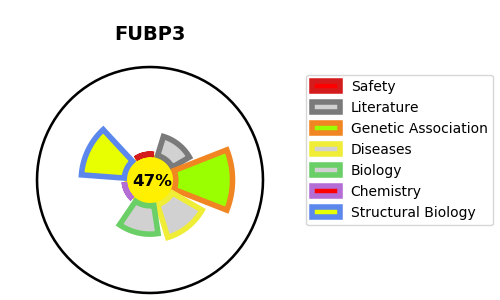 FUBP3
47%
Safety
Literature
Genetic Association
Diseases
Biology
Chemistry
Structural Biology